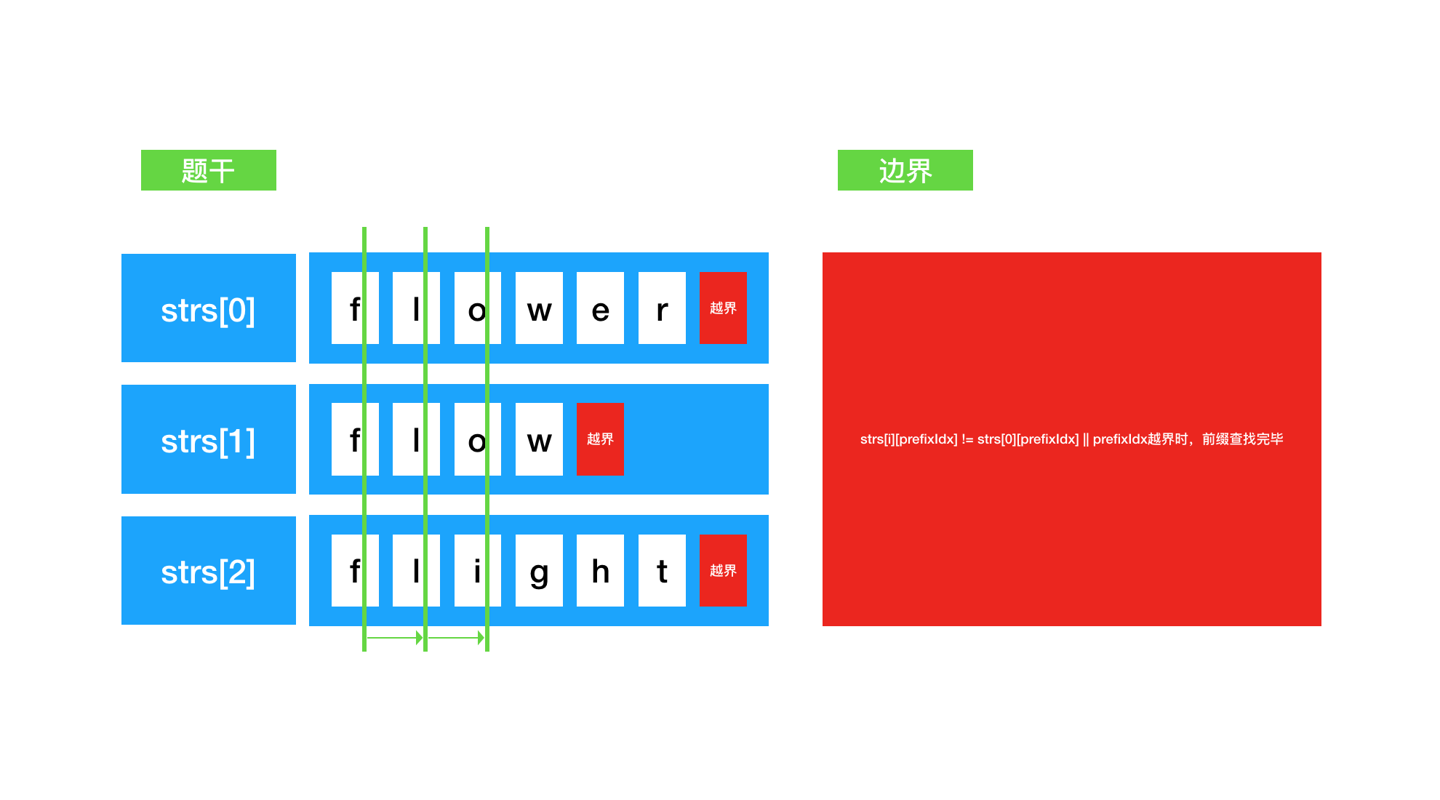 题干
边界
strs[0]
f l o w e r 越界
strs[1]
f l o w 越界
strs[2]
f l i g h t 越界
strs[i][prefixIdx] != strs[0][prefixIdx] || prefixIdx越界时，前缀查找完毕